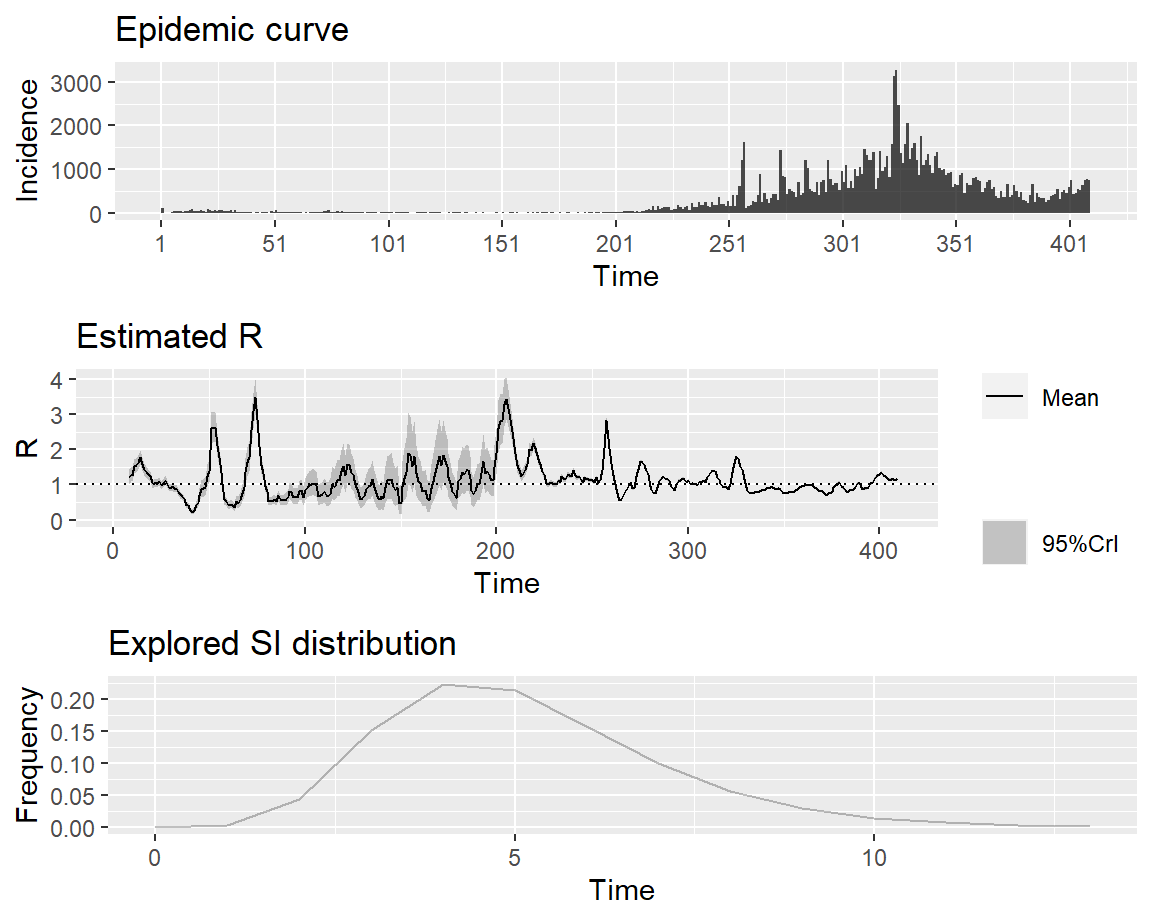 Epidemic curve
Incidence
3000
2000
1000
0
1 51 101 151 201 251 301 351 401
Time
Estimated R
R
4
3
2
1
0
0 100 200 300 400
Time
Mean
95%CrI
Explored SI distribution
Frequency
0.20
0.15
0.10
0.05
0.00
0 5 10
Time